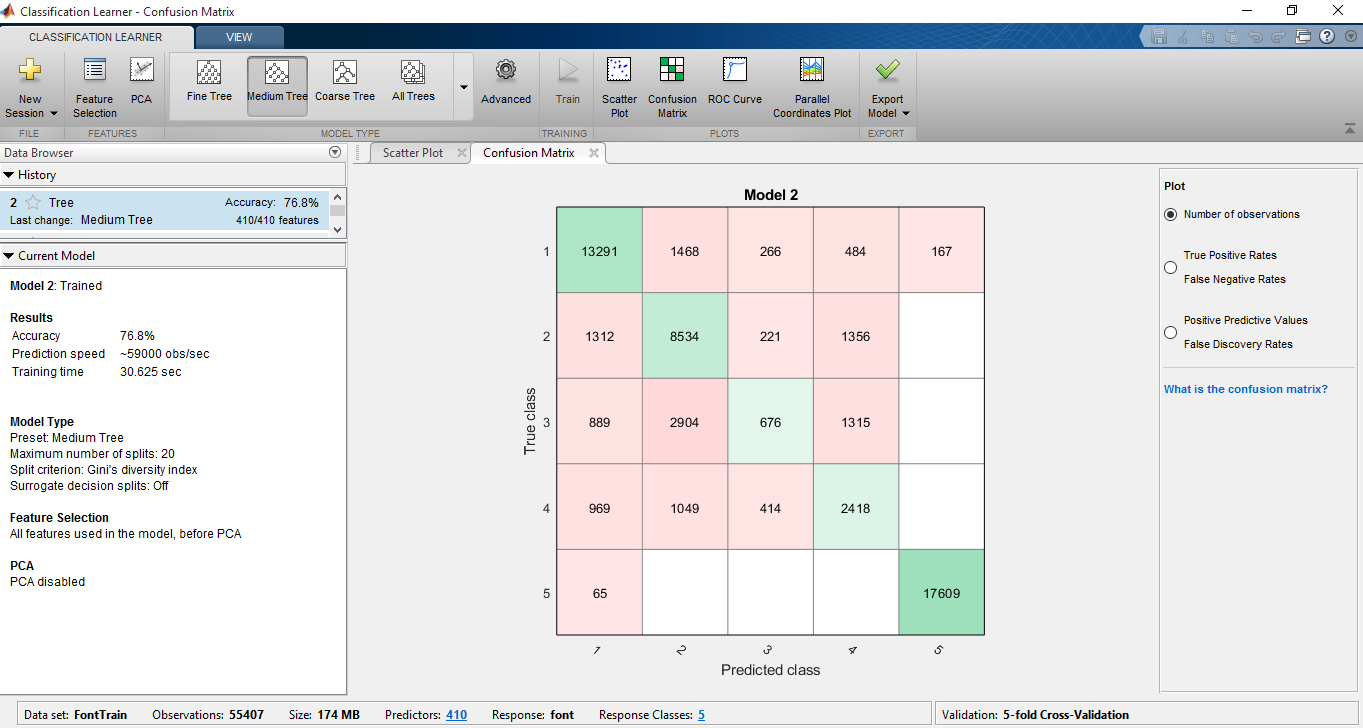 Classification Learner - Confusion Matrix
CLASSIFICATION LEARNER VIEW
New Session
Feature Selection
PCA
Fine Tree
Medium Tree
Coarse Tree
All Trees
Advanced
Train
Scatter Plot
Confusion Matrix
ROC Curve
Parallel Coordinates Plot
Export Model
FILE FEATURES MODEL TYPE TRAINING PLOTS EXPORT
Data Browser
History
2 Tree Accuracy: 76.8%
Last change: Medium Tree 410/410 features
Current Model
Model 2: Trained
Results
Accuracy 76.8%
Prediction speed ~59000 obs/sec
Training time 30.625 sec
Model Type
Preset: Medium Tree
Maximum number of splits: 20
Split criterion: Gini's diversity index
Surrogate decision splits: Off
Feature Selection
All features used in the model, before PCA
PCA
PCA disabled
Scatter Plot Confusion Matrix
Model 2
True class
1 13291 1468 266 484 167
2 1312 8534 221 1356
3 889 2904 676 1315
4 969 1049 414 2418
5 65 17609
1 2 3 4 5
Predicted class
Plot
Number of observations
True Positive Rates
False Negative Rates
Positive Predictive Values
False Discovery Rates
What is the confusion matrix?
Data set: FontTrain Observations: 55407 Size: 174 MB Predictors: 410 Response: font Response Classes: 5 Validation: 5-fold Cross-Validation